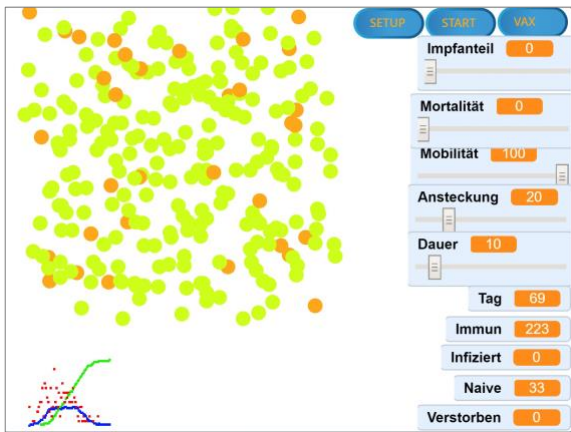 SETUP START VAX
Impfanteil 0
Mortalität 0
Mobilität 100
Ansteckung 20
Dauer 10
Tag 69
Immun 223
Infiziert 0
Naive 33
Verstorben 0